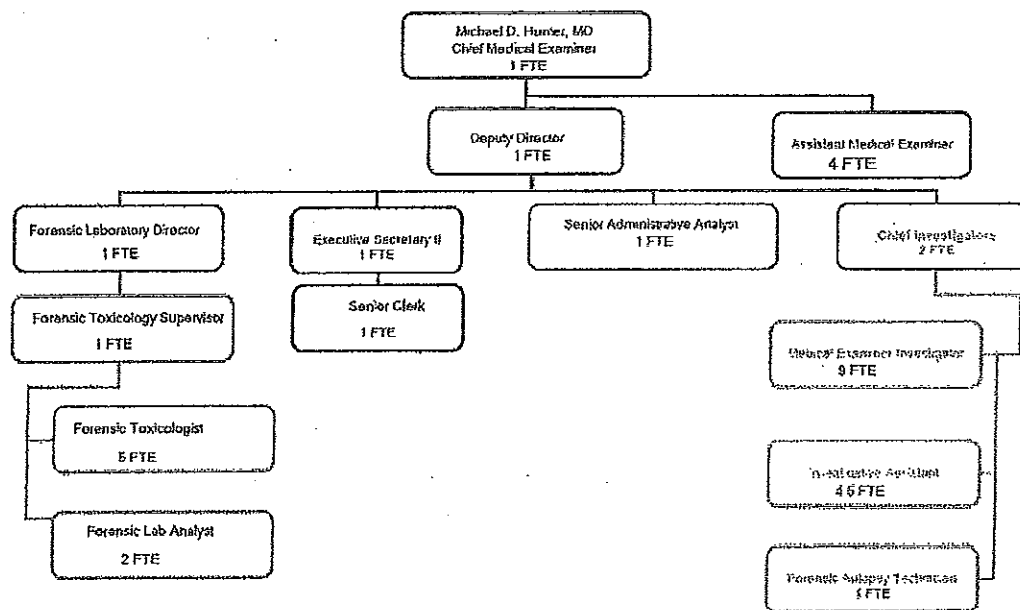 Michael D. Hunter, MD
Chief Medical Examiner
1 FTE
Deputy Director
1 FTE
Assistant Medical Examiner
4 FTE
Forensic Laboratory Director
1 FTE
Executive Secretary II
1 FTE
Senior Administrative Analyst
1 FTE
Chief Investigators
2 FTE
Forensic Toxicology Supervisor
1 FTE
Senior Clerk
1 FTE
Medical Examiner Investigator
9 FTE
Forensic Toxicologist
5 FTE
Investigative Assistant
4.5 FTE
Forensic Lab Analyst
2 FTE
Forensic Autopsy Technician
FTE